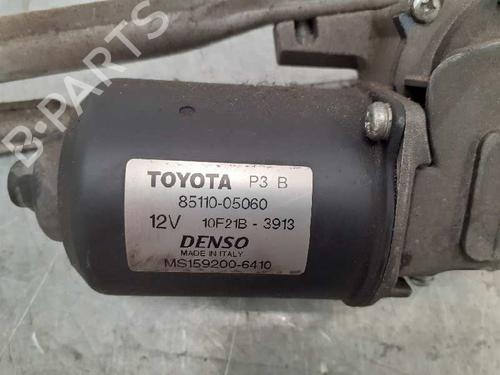 B-PARTS
TOYOTA P3 B
85110-05060
12V 10F21B - 3913
DENSO
MADE IN ITALY
MS159200-6410